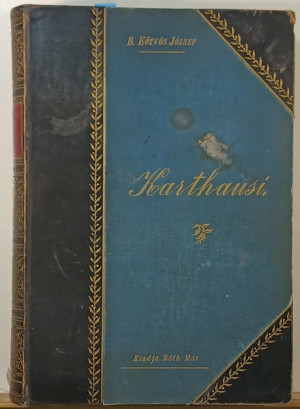 B. Eötvös József
Karthausi.
Kiadja Ráth Mór